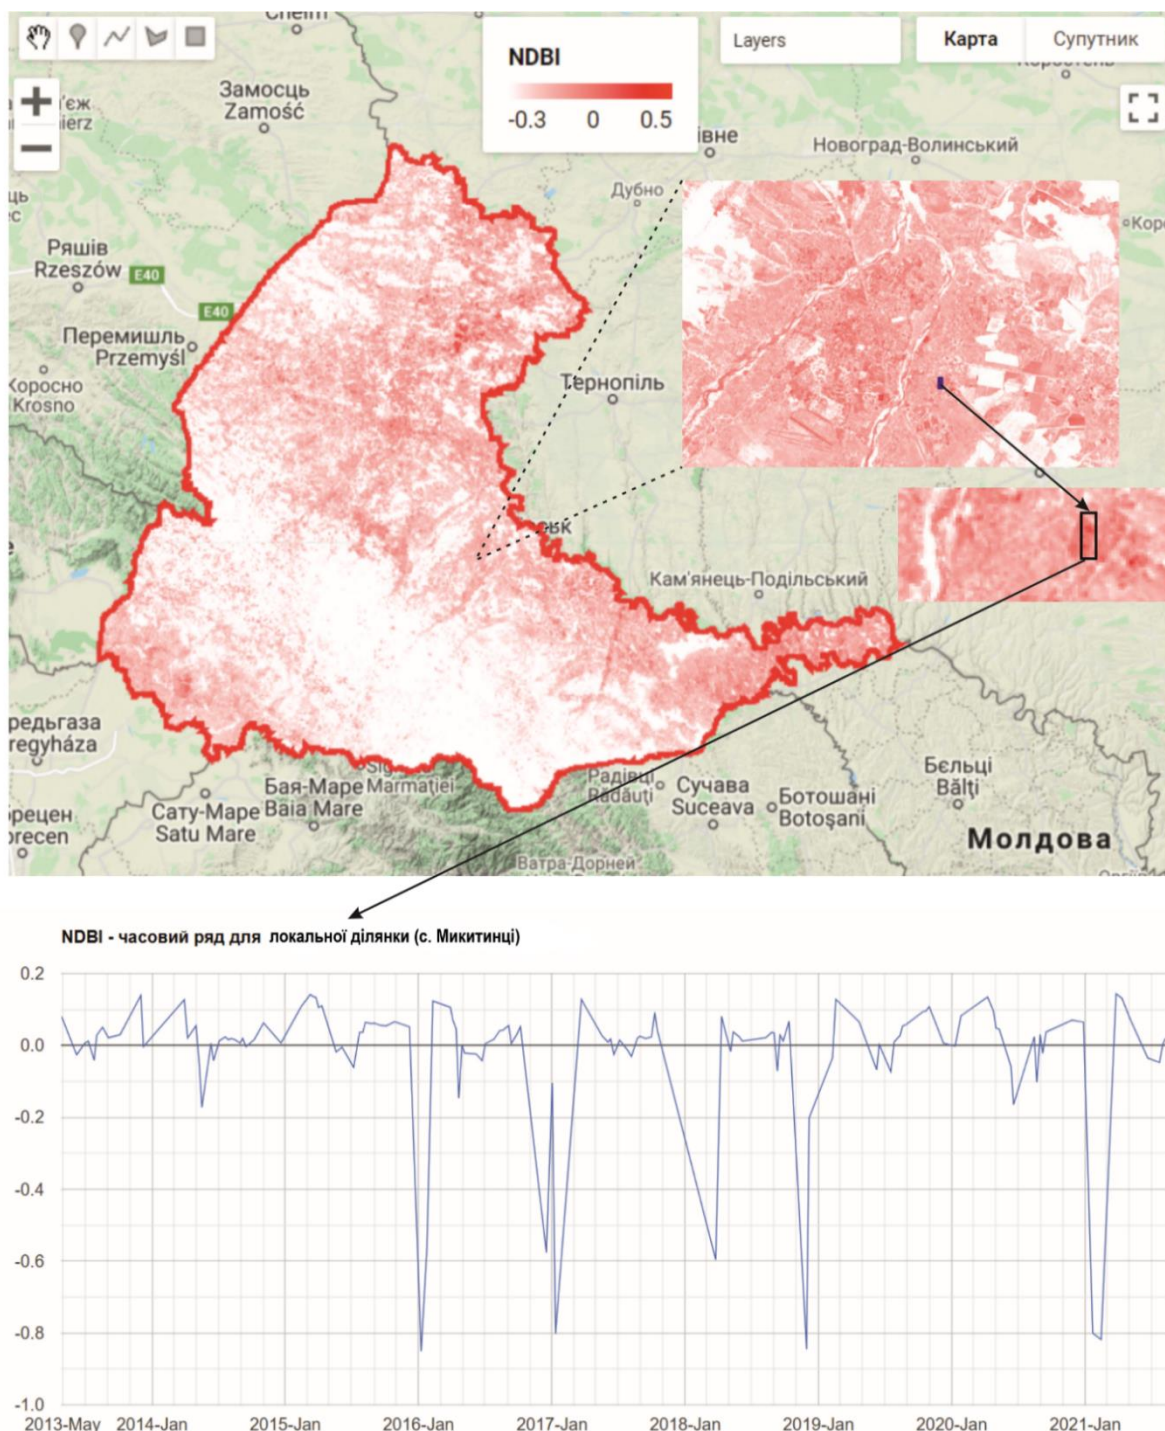 Chełm
NDBI
-0.3 0 0.5
Layers
Карта Супутник
Замосць
Zamość
Новоград-Волинський
Дубно
Ряшів
Rzeszów
E40
E40
Перемишль
Przemyśl
Коросно
Krosno
Тернопіль
Кам'янець-Подільський
Бая-Маре
Baia Mare
Marmației
Сату-Маре
Satu Mare
Радівці
Rădăuți
Сучава
Suceava
Ботошані
Botoșani
Бєльці
Bălți
Молдова
Ватра-Дорней
NDBI - часовий ряд для локальної ділянки (с. Микитинці)
0.2
0.0
-0.2
-0.4
-0.6
-0.8
-1.0
2013-May 2014-Jan 2015-Jan 2016-Jan 2017-Jan 2018-Jan 2019-Jan 2020-Jan 2021-Jan